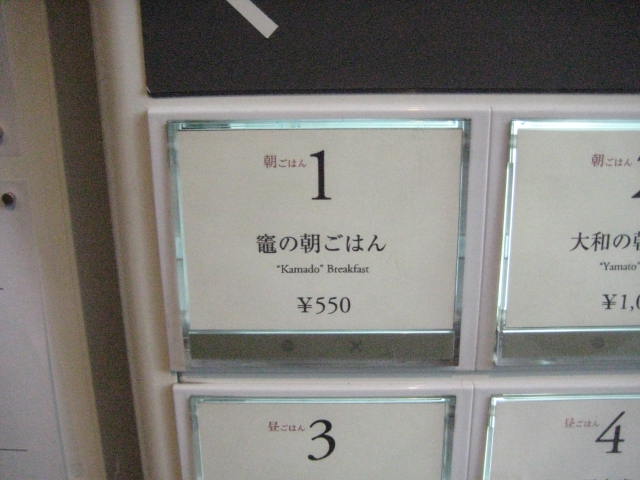 朝ごはん 1
竈の朝ごはん
"Kamado" Breakfast
¥550
朝ごはん
大和の
"Yamato"
¥1,
昼ごはん 3
昼ごはん 4